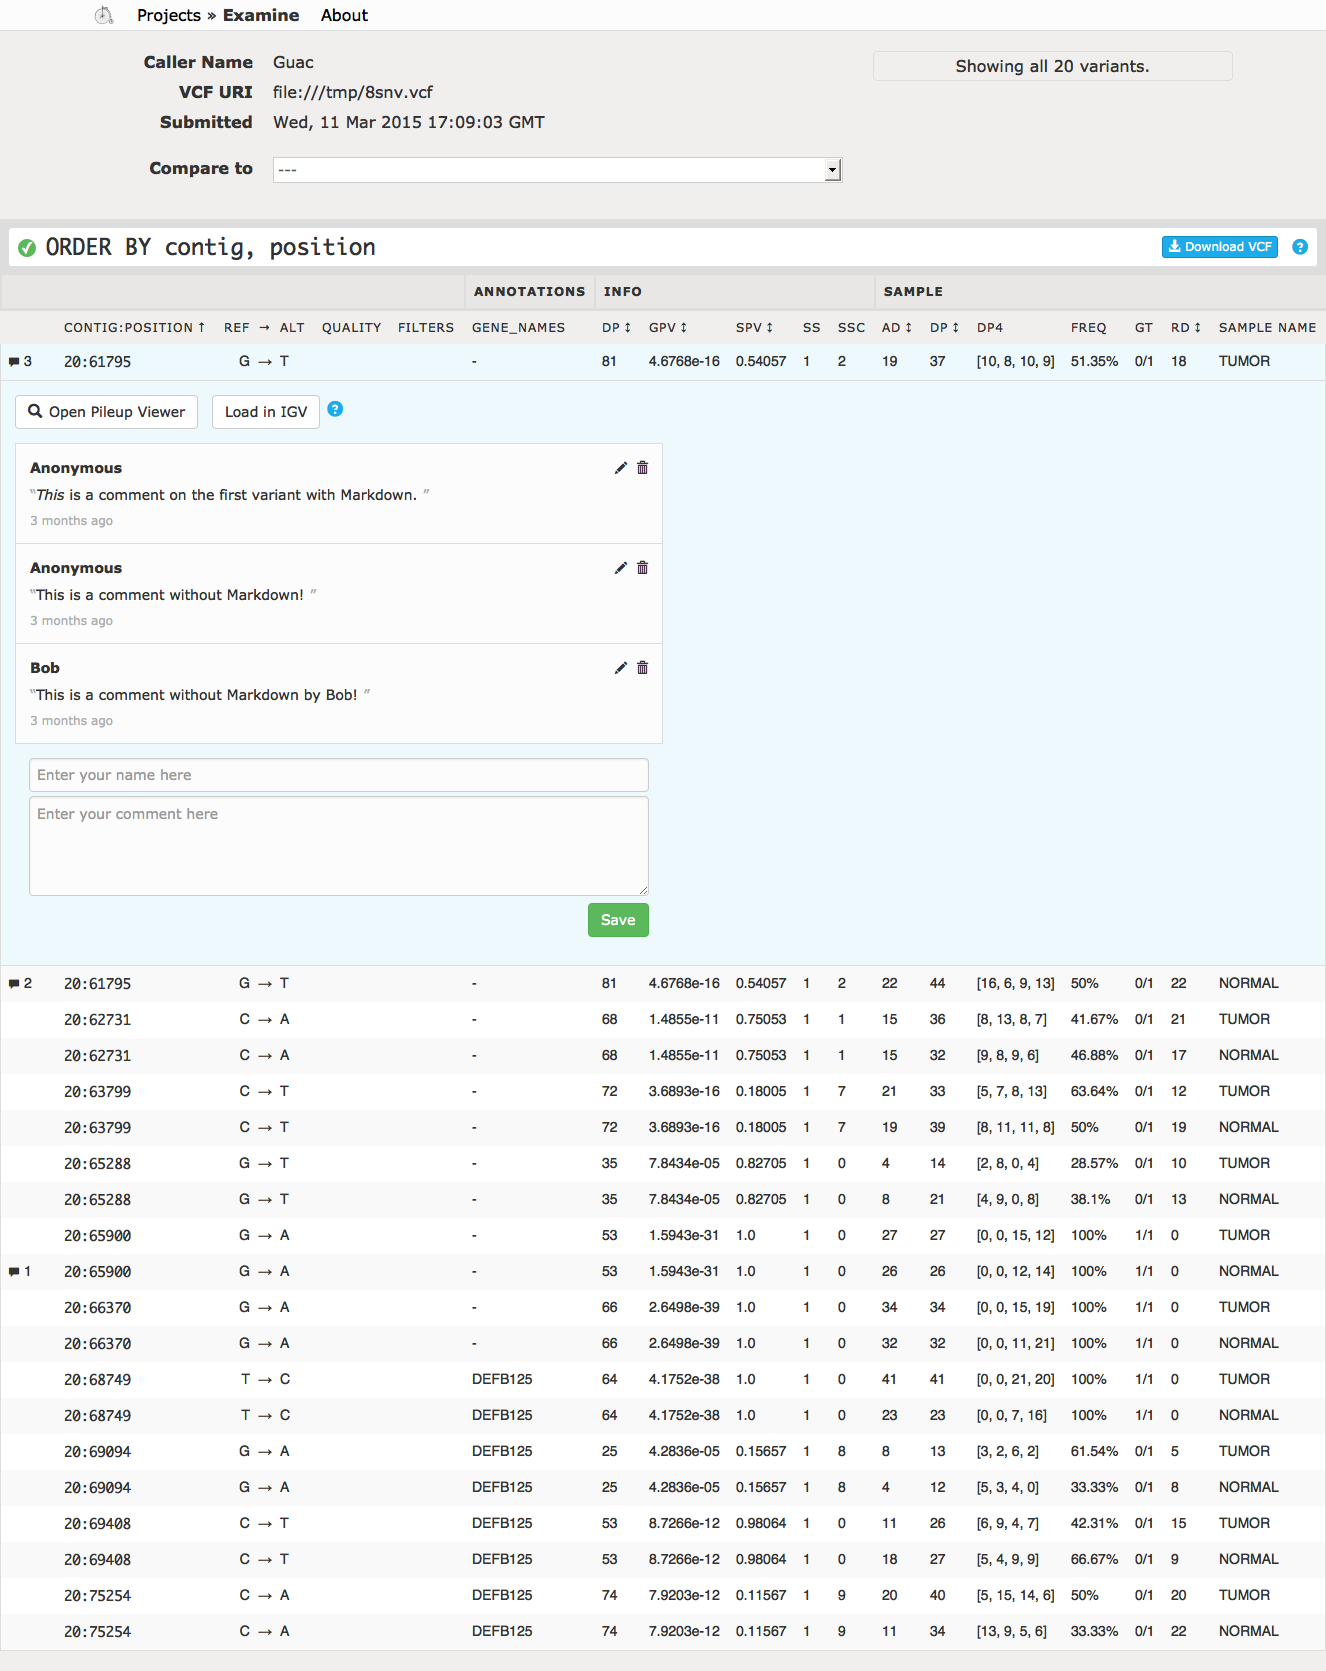 Projects » Examine About
Caller Name Guac
Showing all 20 variants.
VCF URI file:///tmp/8snv.vcf
Submitted Wed, 11 Mar 2015 17:09:03 GMT
Compare to ---
ORDER BY contig, position Download VCF ?
ANNOTATIONS INFO SAMPLE
CONTIG:POSITION ↑ REF → ALT QUALITY FILTERS GENE_NAMES DP ↕ GPV ↕ SPV ↕ SS SSC AD ↕ DP ↕ DP4 FREQ GT RD ↕ SAMPLE NAME
3 20:61795 G → T - 81 4.6768e-16 0.54057 1 2 19 37 [10, 8, 10, 9] 51.35% 0/1 18 TUMOR
Open Pileup Viewer Load in IGV ?
Anonymous
“This is a comment on the first variant with Markdown. ”
3 months ago
Anonymous
“This is a comment without Markdown! ”
3 months ago
Bob
“This is a comment without Markdown by Bob! ”
3 months ago
Enter your name here
Enter your comment here
Save
2 20:61795 G → T - 81 4.6768e-16 0.54057 1 2 22 44 [16, 6, 9, 13] 50% 0/1 22 NORMAL
20:62731 C → A - 68 1.4855e-11 0.75053 1 1 15 36 [8, 13, 8, 7] 41.67% 0/1 21 TUMOR
20:62731 C → A - 68 1.4855e-11 0.75053 1 1 15 32 [9, 8, 9, 6] 46.88% 0/1 17 NORMAL
20:63799 C → T - 72 3.6893e-16 0.18005 1 7 21 33 [5, 7, 8, 13] 63.64% 0/1 12 TUMOR
20:63799 C → T - 72 3.6893e-16 0.18005 1 7 19 39 [8, 11, 11, 8] 50% 0/1 19 NORMAL
20:65288 G → T - 35 7.8434e-05 0.82705 1 0 4 14 [2, 8, 0, 4] 28.57% 0/1 10 TUMOR
20:65288 G → T - 35 7.8434e-05 0.82705 1 0 8 21 [4, 9, 0, 8] 38.1% 0/1 13 NORMAL
20:65900 G → A - 53 1.5943e-31 1.0 1 0 27 27 [0, 0, 15, 12] 100% 1/1 0 TUMOR
1 20:65900 G → A - 53 1.5943e-31 1.0 1 0 26 26 [0, 0, 12, 14] 100% 1/1 0 NORMAL
20:66370 G → A - 66 2.6498e-39 1.0 1 0 34 34 [0, 0, 15, 19] 100% 1/1 0 TUMOR
20:66370 G → A - 66 2.6498e-39 1.0 1 0 32 32 [0, 0, 11, 21] 100% 1/1 0 NORMAL
20:68749 T → C DEFB125 64 4.1752e-38 1.0 1 0 41 41 [0, 0, 21, 20] 100% 1/1 0 TUMOR
20:68749 T → C DEFB125 64 4.1752e-38 1.0 1 0 23 23 [0, 0, 7, 16] 100% 1/1 0 NORMAL
20:69094 G → A DEFB125 25 4.2836e-05 0.15657 1 8 8 13 [3, 2, 6, 2] 61.54% 0/1 5 TUMOR
20:69094 G → A DEFB125 25 4.2836e-05 0.15657 1 8 4 12 [5, 3, 4, 0] 33.33% 0/1 8 NORMAL
20:69408 C → T DEFB125 53 8.7266e-12 0.98064 1 0 11 26 [6, 9, 4, 7] 42.31% 0/1 15 TUMOR
20:69408 C → T DEFB125 53 8.7266e-12 0.98064 1 0 18 27 [5, 4, 9, 9] 66.67% 0/1 9 NORMAL
20:75254 C → A DEFB125 74 7.9203e-12 0.11567 1 9 20 40 [5, 15, 14, 6] 50% 0/1 20 TUMOR
20:75254 C → A DEFB125 74 7.9203e-12 0.11567 1 9 11 34 [13, 9, 5, 6] 33.33% 0/1 22 NORMAL